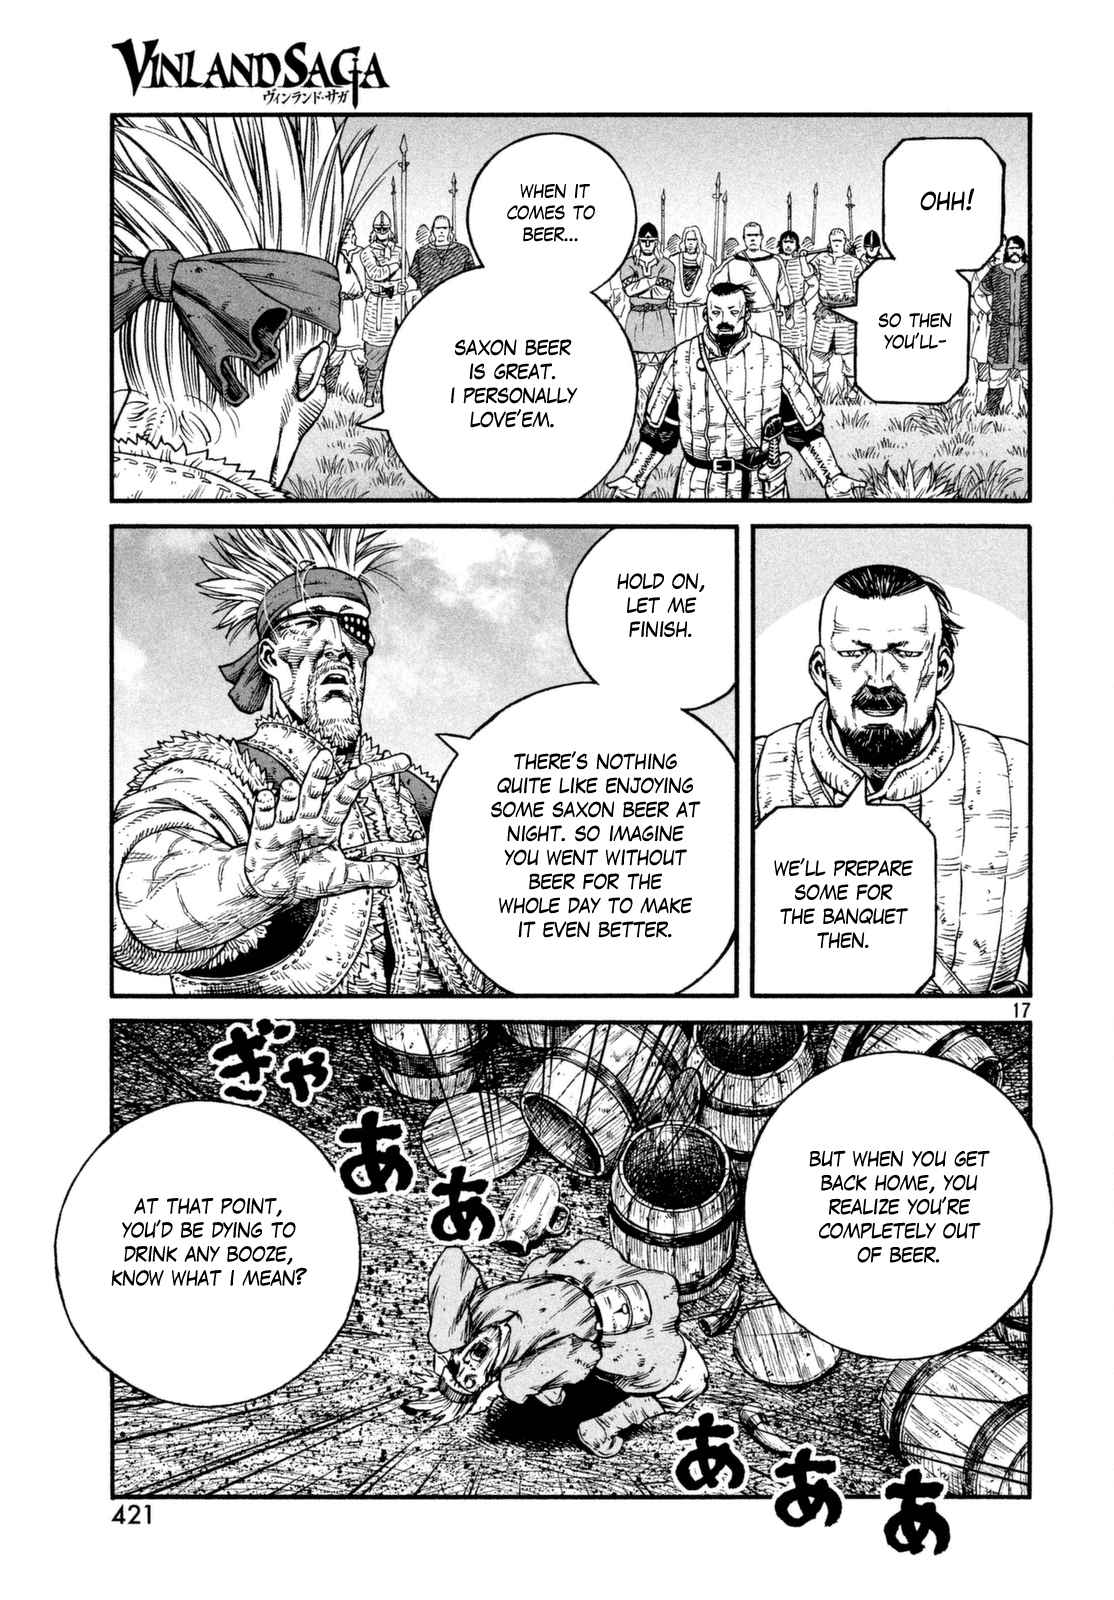 VINLAND SAGA
ヴィンランド・サガ
OHH!
SO THEN
YOU'LL-
WHEN IT
COMES TO
BEER...
SAXON BEER
IS GREAT.
I PERSONALLY
LOVE'EM.
WE'LL PREPARE
SOME FOR
THE BANQUET
THEN.
HOLD ON,
LET ME
FINISH.
THERE'S NOTHING
QUITE LIKE ENJOYING
SOME SAXON BEER AT
NIGHT. SO IMAGINE
YOU WENT WITHOUT
BEER FOR THE
WHOLE DAY TO MAKE
IT EVEN BETTER.
17
BUT WHEN YOU GET
BACK HOME, YOU
REALIZE YOU'RE
COMPLETELY OUT
OF BEER.
ぎゃああ
あああ
AT THAT POINT,
YOU'D BE DYING TO
DRINK ANY BOOZE,
KNOW WHAT I MEAN?
421